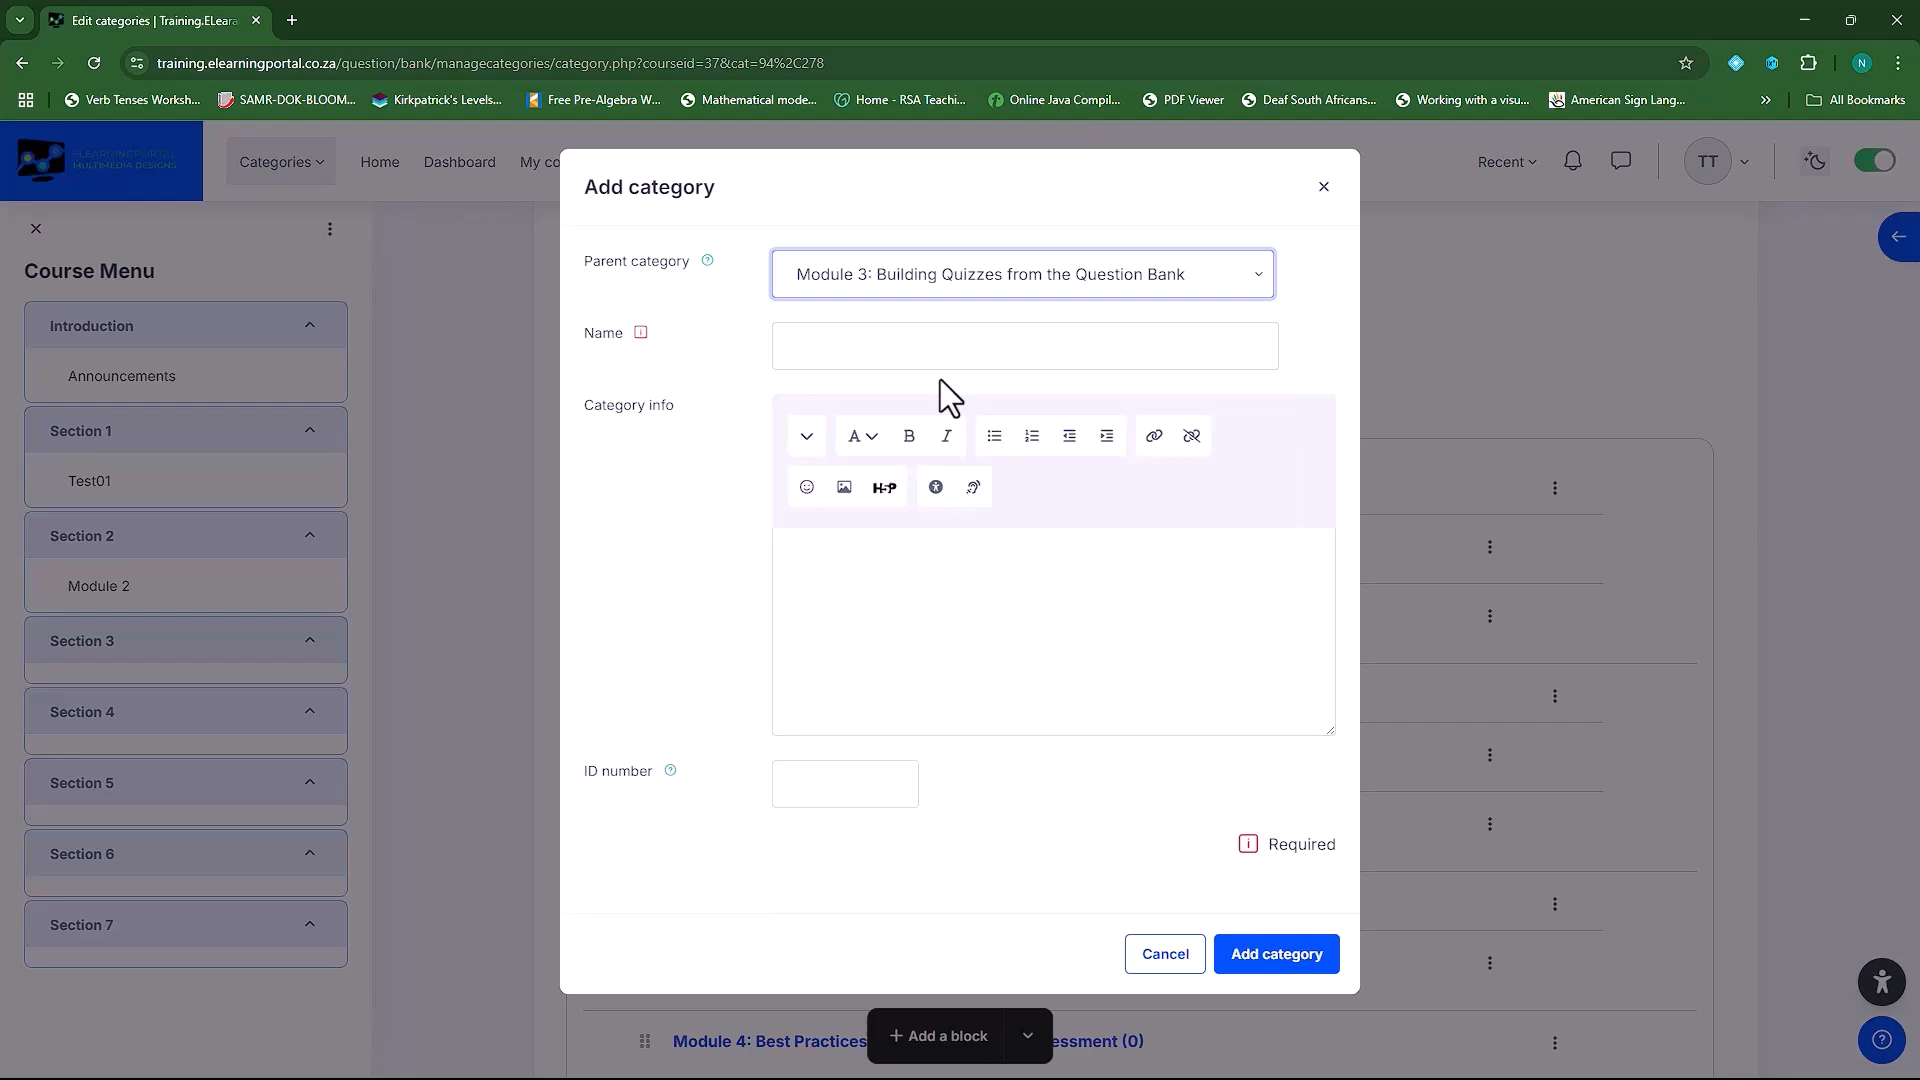 Edit categories | Training.ELeara
training.elearningportal.co.za/question/bank/managecategories/category.php?courseid=37&cat=94%2C278
N
Verb Tenses Worksh...
SAMR-DOK-BLOOM...
Kirkpatrick's Levels...
Free Pre-Algebra W...
Mathematical mode...
Home - RSA Teachi...
Online Java Compil...
PDF Viewer
Deaf South Africans...
Working with a visu...
American Sign Lang...
All Bookmarks
ELEARNINGPORTAL
MULTIMEDIA DESIGNS
Categories
Home
Dashboard
My co
Recent
TT
Course Menu
Introduction
Announcements
Section 1
Test01
Section 2
Module 2
Section 3
Section 4
Section 5
Section 6
Section 7
Add category
Parent category
Module 3: Building Quizzes from the Question Bank
Name
Category info
A
B
I
H5P
ID number
Required
Cancel
Add category
Module 4: Best Practices
essment (0)
+ Add a block